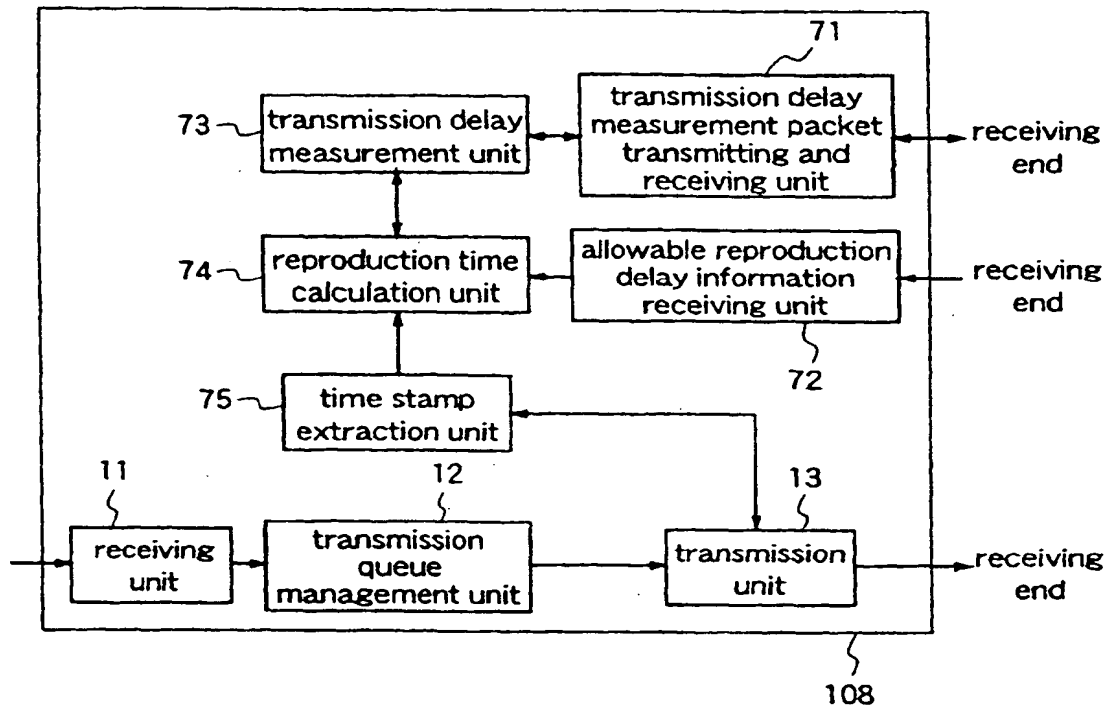 71
transmission delay
measurement packet
transmitting and
receiving unit
73
transmission delay
measurement unit
receiving
end
74
reproduction time
calculation unit
allowable reproduction
delay information
receiving unit
receiving
end
72
75
time stamp
extraction unit
11
receiving
unit
12
transmission
queue
management unit
13
transmission
unit
receiving
end
108